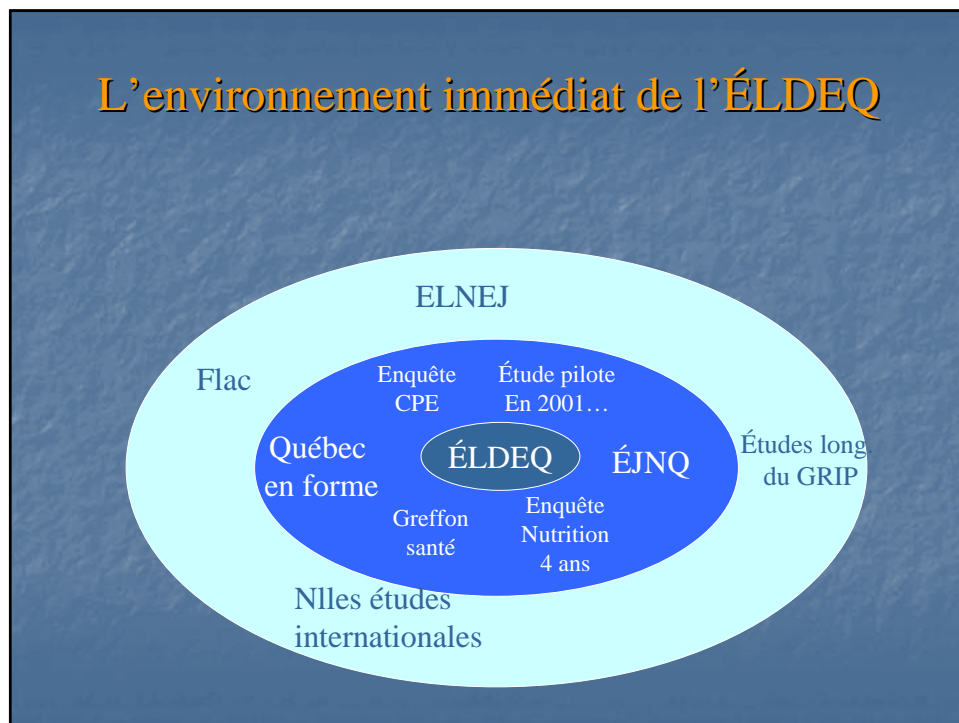 L’environnement immédiat de l’ÉLDEQ
ELNEJ
Flac
Enquête
CPE
Étude pilote
En 2001…
Québec
en forme
ÉLDEQ
ÉJNQ
Études long.
du GRIP
Greffon
santé
Enquête
Nutrition
4 ans
Nlles études
internationales